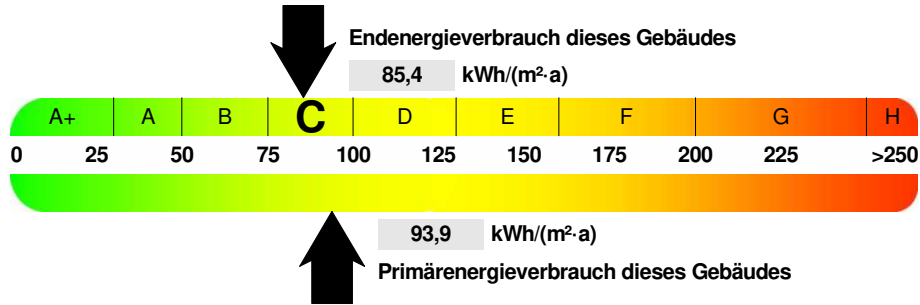 Endenergieverbrauch dieses Gebäudes
85,4 kWh/(m²·a)
A+ A B C D E F G H
0 25 50 75 100 125 150 175 200 225 >250
93,9 kWh/(m²·a)
Primärenergieverbrauch dieses Gebäudes